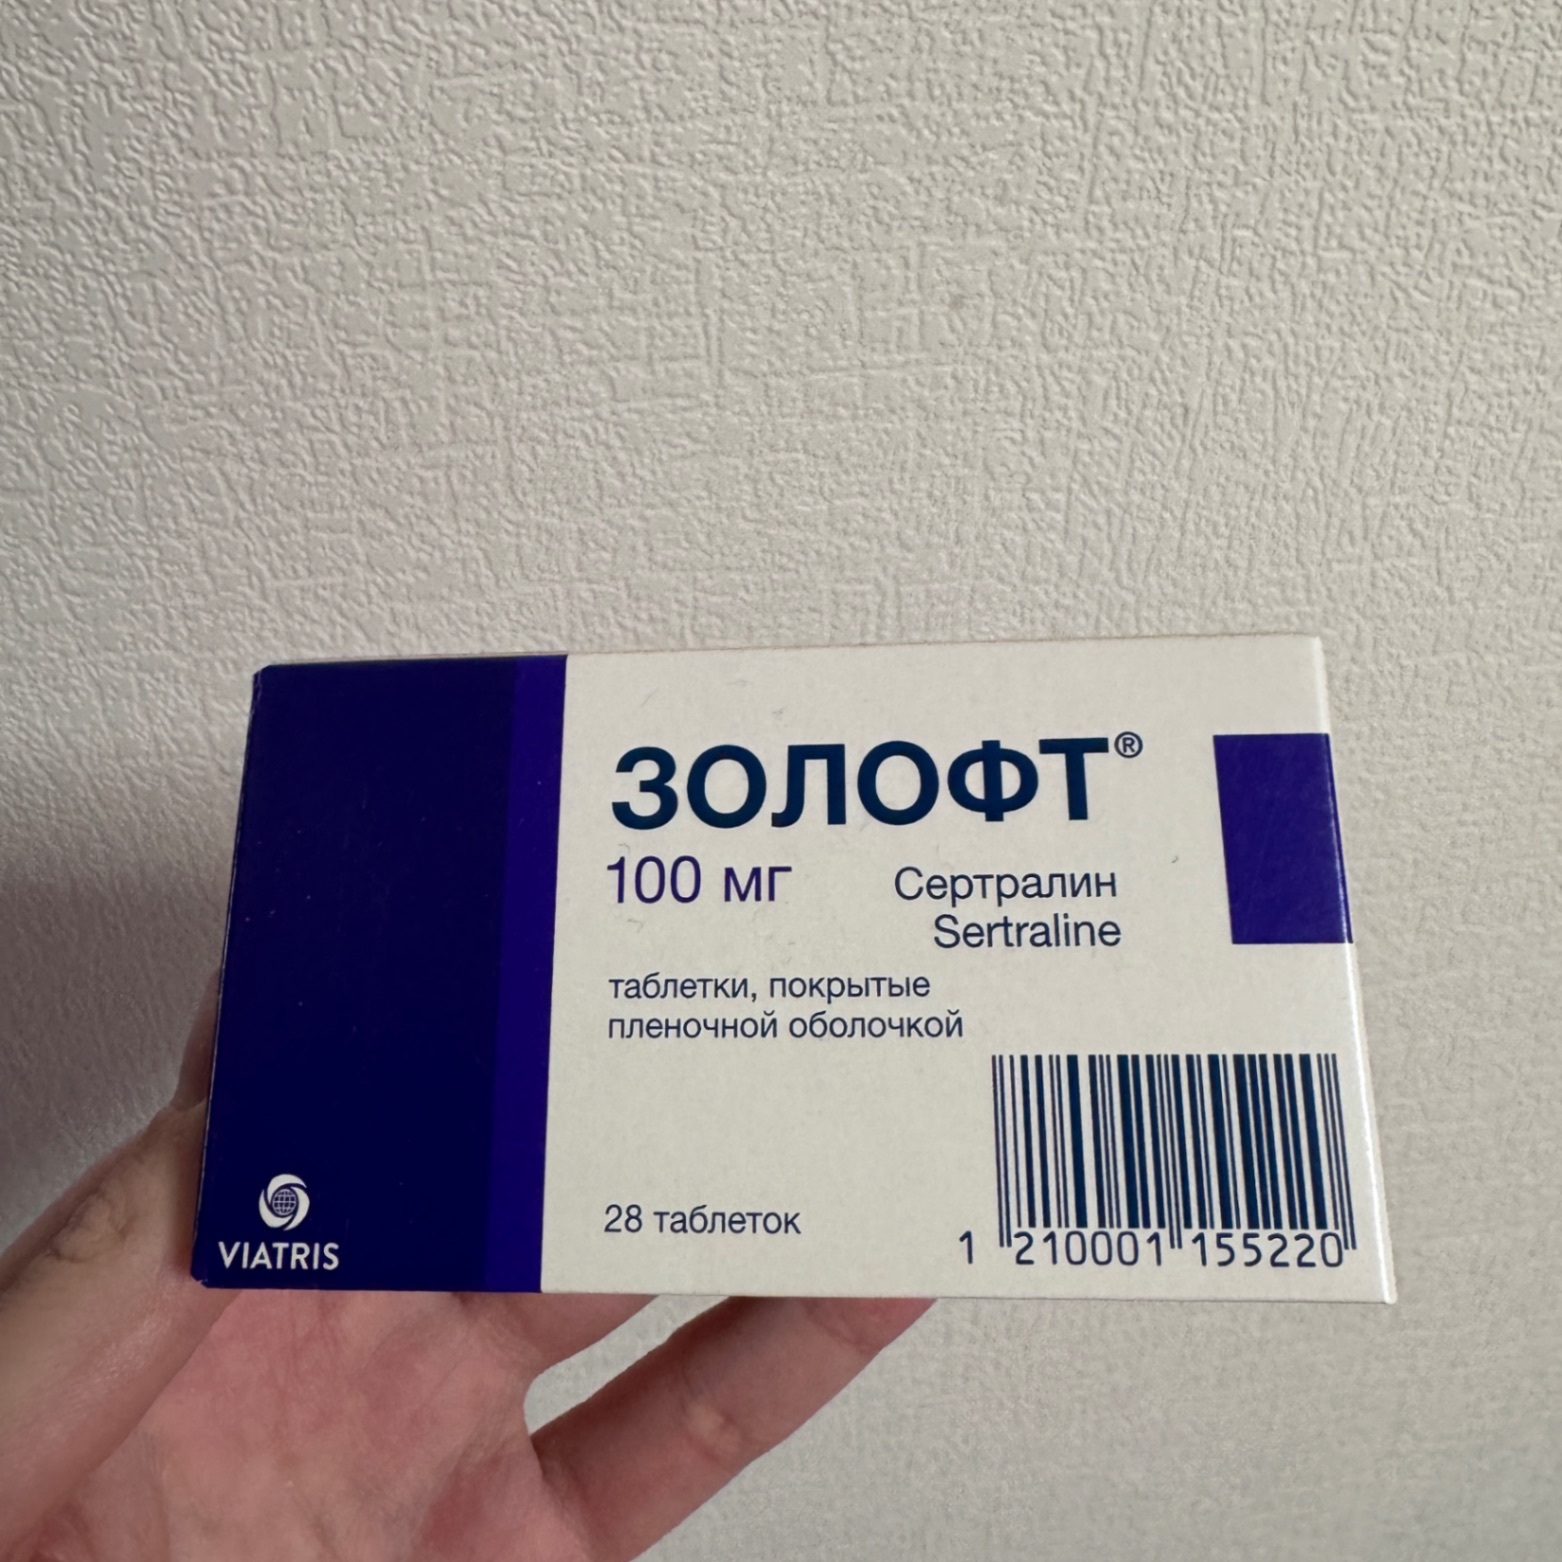 ЗОЛОФТ®
100 мг
Сертралин
Sertraline
таблетки, покрытые
пленочной оболочкой
28 таблеток
VIATRIS
1 210001 155220